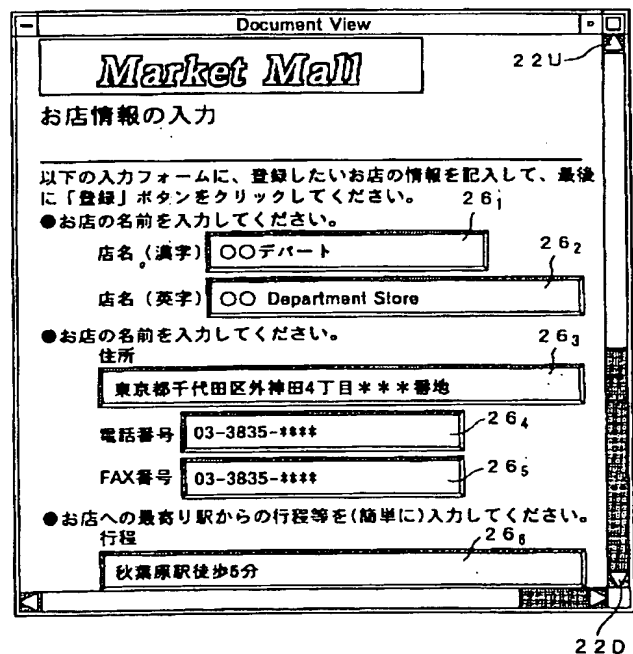 Document View
22U
Market Mall
お店情報の入力
以下の入力フォームに、登録したいお店の情報を記入して、最後
に「登録」ボタンをクリックしてください。
26₁
●お店の名前を入力してください。
店名(漢字) 〇〇デパート
26₂
店名(英字) 〇〇 Department Store
●お店の名前を入力してください。
26₃
住所
東京都千代田区外神田4丁目＊＊＊番地
電話番号 03-3835-****
26₄
FAX番号 03-3835-****
26₅
●お店への最寄り駅からの行程等を(簡単に)入力してください。
行程
26₆
秋葉原駅徒歩5分
22D